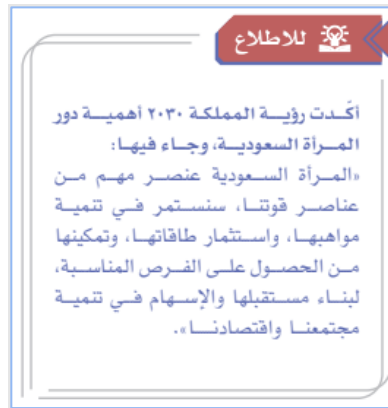 للاطلاع
أكّدت رؤية المملكة ٢٠٣٠ أهمية دور
المرأة السعودية، وجاء فيها:
«المرأة السعودية عنصر مهم من
عناصر قوتنا، سنستمر في تنمية
مواهبها، واستثمار طاقاتها، وتمكينها
من الحصول على الفرص المناسبة،
لبناء مستقبلها والإسهام في تنمية
مجتمعنا واقتصادنا».